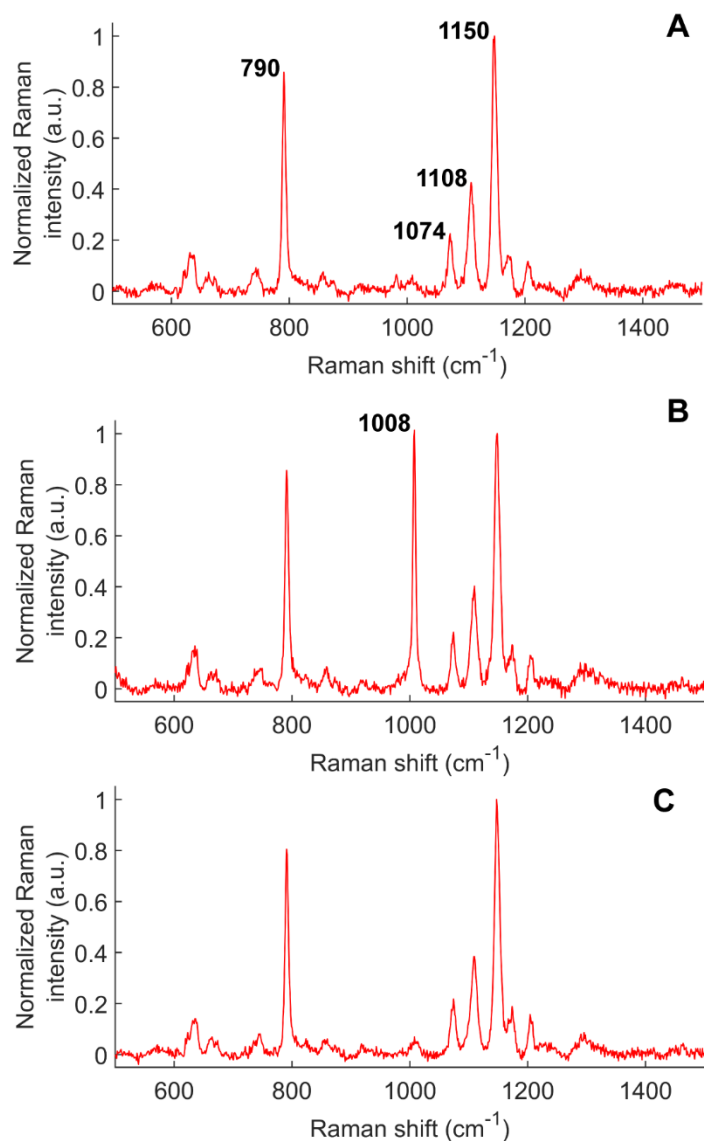 A
1150
790
1108
1074
Normalized Raman
intensity (a.u.)
1
0.8
0.6
0.4
0.2
0
600 800 1000 1200 1400
Raman shift (cm⁻¹)
B
1008
Normalized Raman
intensity (a.u.)
1
0.8
0.6
0.4
0.2
0
600 800 1000 1200 1400
Raman shift (cm⁻¹)
C
Normalized Raman
intensity (a.u.)
1
0.8
0.6
0.4
0.2
0
600 800 1000 1200 1400
Raman shift (cm⁻¹)